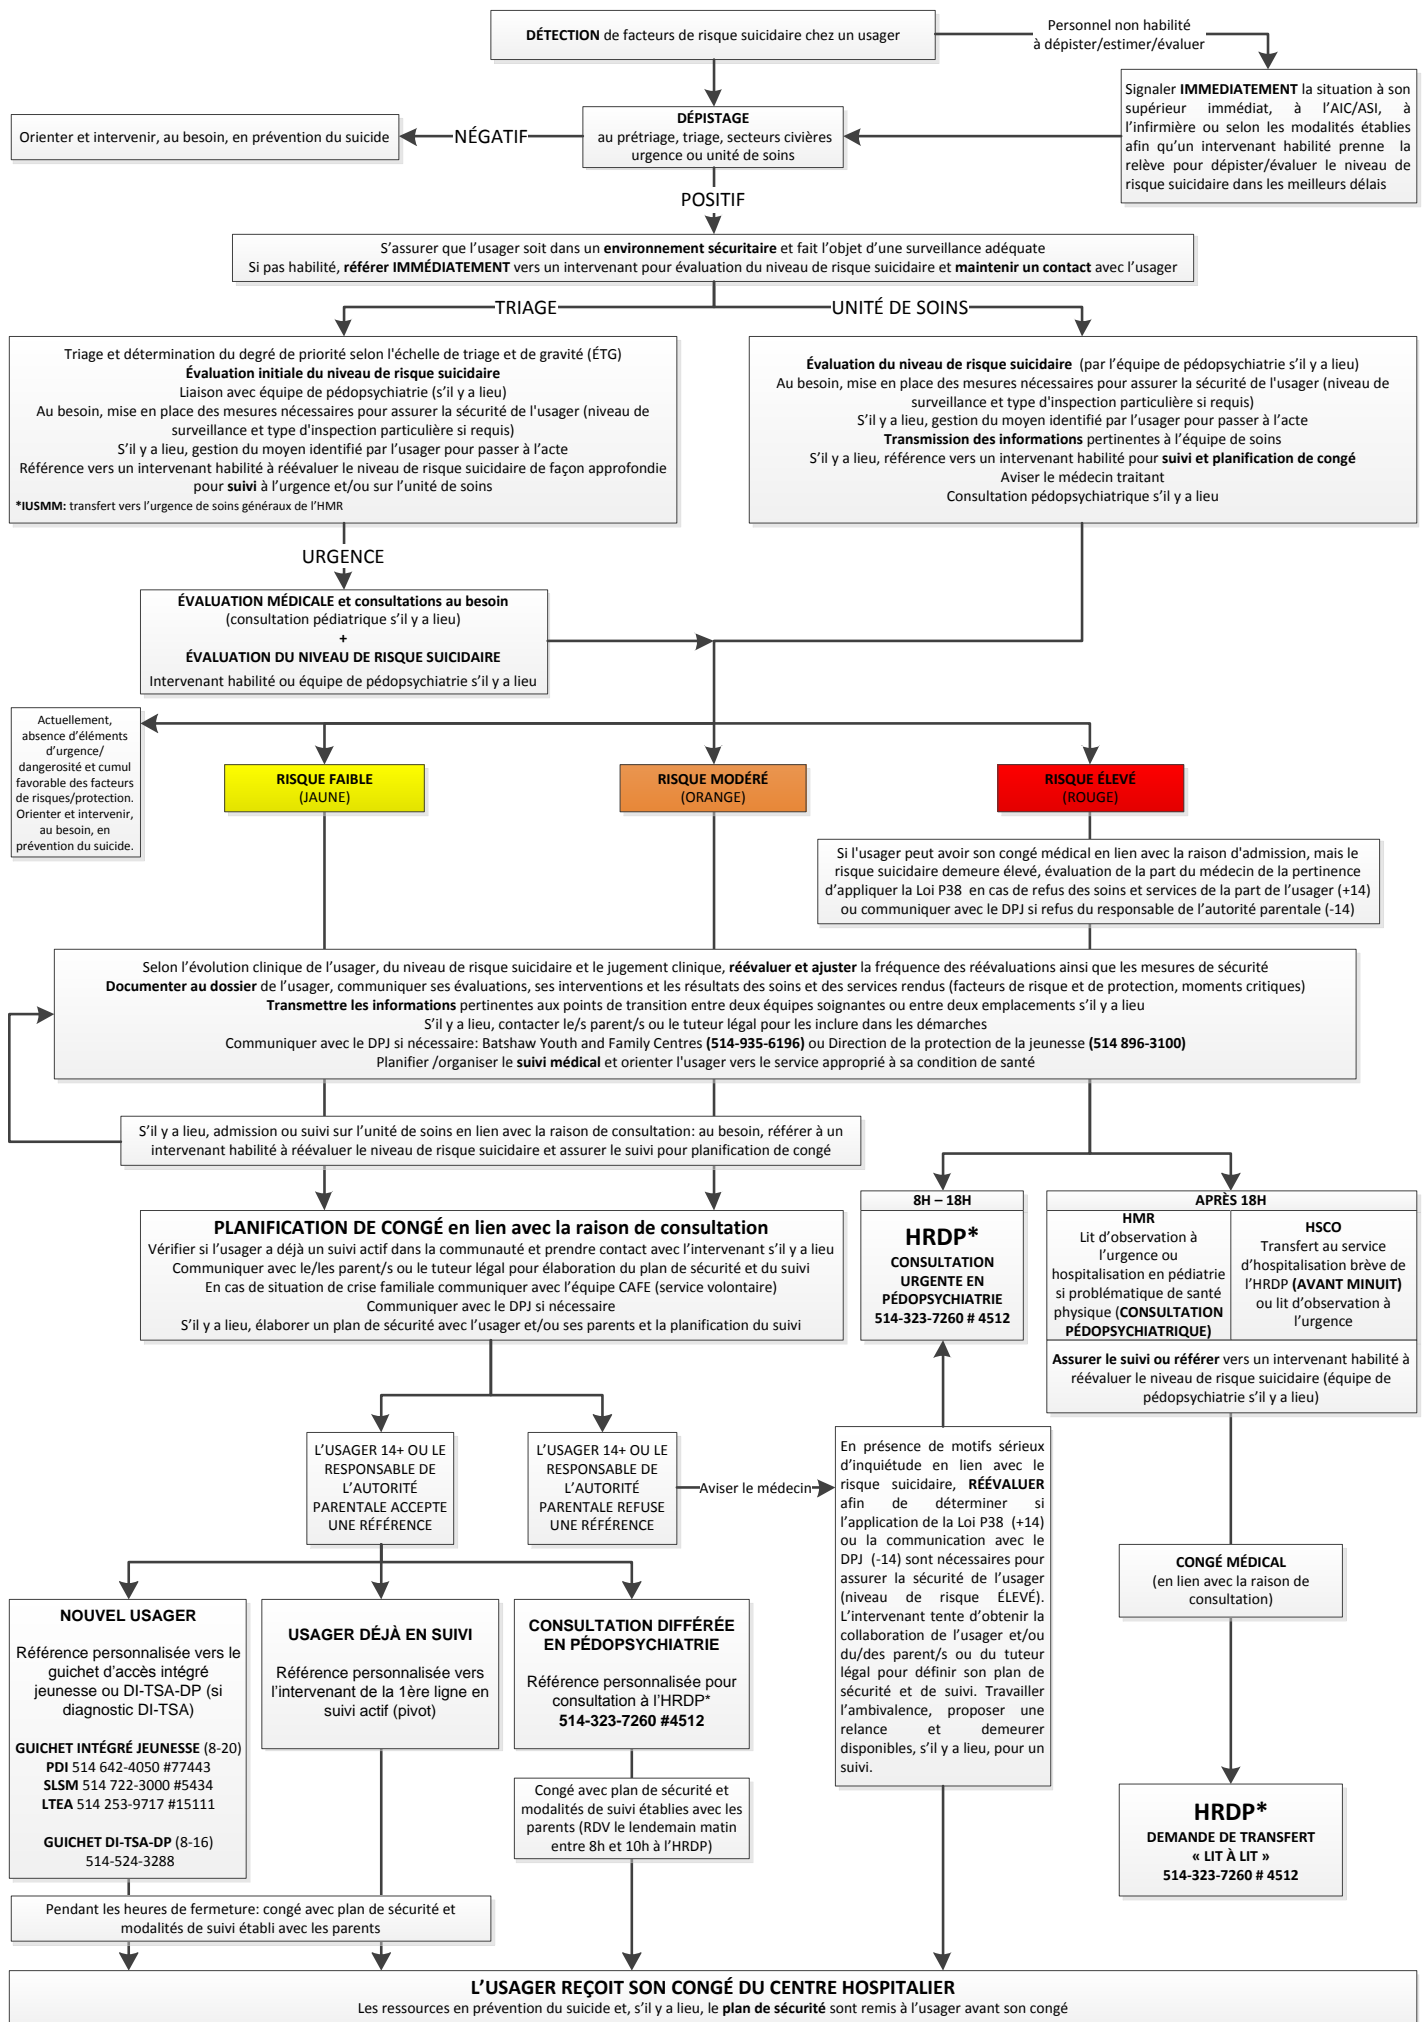 DÉTECTION de facteurs de risque suicidaire chez un usager
Personnel non habilité
à dépister/estimer/évaluer
Signaler IMMEDIATEMENT la situation à son
supérieur immédiat, à l'AIC/ASI, à
l'infirmière ou selon les modalités établies
afin qu'un intervenant habilité prenne la
relève pour dépister/évaluer le niveau de
risque suicidaire dans les meilleurs délais
DÉPISTAGE
au prétriage, triage, secteurs civières
urgence ou unité de soins
NÉGATIF
Orienter et intervenir, au besoin, en prévention du suicide
POSITIF
S'assurer que l'usager soit dans un environnement sécuritaire et fait l'objet d'une surveillance adéquate
Si pas habilité, référer IMMÉDIATEMENT vers un intervenant pour évaluation du niveau de risque suicidaire et maintenir un contact avec l'usager
TRIAGE
UNITÉ DE SOINS
Triage et détermination du degré de priorité selon l'échelle de triage et de gravité (ÉTG)
Évaluation initiale du niveau de risque suicidaire
Liaison avec équipe de pédopsychiatrie (s'il y a lieu)
Au besoin, mise en place des mesures nécessaires pour assurer la sécurité de l'usager (niveau de
surveillance et type d'inspection particulière si requis)
S'il y a lieu, gestion du moyen identifié par l'usager pour passer à l'acte
Référence vers un intervenant habilité à réévaluer le niveau de risque suicidaire de façon approfondie
pour suivi à l'urgence et/ou sur l'unité de soins
*IUSMM: transfert vers l'urgence de soins généraux de l'HMR
Évaluation du niveau de risque suicidaire (par l'équipe de pédopsychiatrie s'il y a lieu)
Au besoin, mise en place des mesures nécessaires pour assurer la sécurité de l'usager (niveau de
surveillance et type d'inspection particulière si requis)
S'il y a lieu, gestion du moyen identifié par l'usager pour passer à l'acte
Transmission des informations pertinentes à l'équipe de soins
S'il y a lieu, référence vers un intervenant habilité pour suivi et planification de congé
Aviser le médecin traitant
Consultation pédopsychiatrique s'il y a lieu
URGENCE
ÉVALUATION MÉDICALE et consultations au besoin
(consultation pédiatrique s'il y a lieu)
+
ÉVALUATION DU NIVEAU DE RISQUE SUICIDAIRE
Intervenant habilité ou équipe de pédopsychiatrie s'il y a lieu
Actuellement,
absence d'éléments
d'urgence/
dangerosité et cumul
favorable des facteurs
de risques/protection.
Orienter et intervenir,
au besoin, en
prévention du suicide.
RISQUE FAIBLE
(JAUNE)
RISQUE MODÉRÉ
(ORANGE)
RISQUE ÉLEVÉ
(ROUGE)
Si l'usager peut avoir son congé médical en lien avec la raison d'admission, mais le
risque suicidaire demeure élevé, évaluation de la part du médecin de la pertinence
d'appliquer la Loi P38 en cas de refus des soins et services de la part de l'usager (+14)
ou communiquer avec le DPJ si refus du responsable de l'autorité parentale (-14)
Selon l'évolution clinique de l'usager, du niveau de risque suicidaire et le jugement clinique, réévaluer et ajuster la fréquence des réévaluations ainsi que les mesures de sécurité
Documenter au dossier de l'usager, communiquer ses évaluations, ses interventions et les résultats des soins et des services rendus (facteurs de risque et de protection, moments critiques)
Transmettre les informations pertinentes aux points de transition entre deux équipes soignantes ou entre deux emplacements s'il y a lieu
S'il y a lieu, contacter le/s parent/s ou le tuteur légal pour les inclure dans les démarches
Communiquer avec le DPJ si nécessaire: Batshaw Youth and Family Centres (514-935-6196) ou Direction de la protection de la jeunesse (514 896-3100)
Planifier /organiser le suivi médical et orienter l'usager vers le service approprié à sa condition de santé
S'il y a lieu, admission ou suivi sur l'unité de soins en lien avec la raison de consultation: au besoin, référer à un
intervenant habilité à réévaluer le niveau de risque suicidaire et assurer le suivi pour planification de congé
PLANIFICATION DE CONGÉ en lien avec la raison de consultation
Vérifier si l'usager a déjà un suivi actif dans la communauté et prendre contact avec l'intervenant s'il y a lieu
Communiquer avec le/les parent/s ou le tuteur légal pour élaboration du plan de sécurité et du suivi
En cas de situation de crise familiale communiquer avec l'équipe CAFE (service volontaire)
Communiquer avec le DPJ si nécessaire
S'il y a lieu, élaborer un plan de sécurité avec l'usager et/ou ses parents et la planification du suivi
8H – 18H
HRDP*
CONSULTATION
URGENTE EN
PÉDOPSYCHIATRIE
514-323-7260 # 4512
APRÈS 18H
HMR
Lit d'observation à
l'urgence ou
hospitalisation en pédiatrie
si problématique de santé
physique (CONSULTATION
PÉDOPSYCHIATRIQUE)
HSCO
Transfert au service
d'hospitalisation brève de
l'HRDP (AVANT MINUIT)
ou lit d'observation à
l'urgence
Assurer le suivi ou référer vers un intervenant habilité à
réévaluer le niveau de risque suicidaire (équipe de
pédopsychiatrie s'il y a lieu)
L'USAGER 14+ OU LE
RESPONSABLE DE
L'AUTORITÉ
PARENTALE ACCEPTE
UNE RÉFÉRENCE
L'USAGER 14+ OU LE
RESPONSABLE DE
L'AUTORITÉ
PARENTALE REFUSE
UNE RÉFÉRENCE
Aviser le médecin
En présence de motifs sérieux
d'inquiétude en lien avec le
risque suicidaire, RÉÉVALUER
afin de déterminer si
l'application de la Loi P38 (+14)
ou la communication avec le
DPJ (-14) sont nécessaires pour
assurer la sécurité de l'usager
(niveau de risque ÉLEVÉ).
L'intervenant tente d'obtenir la
collaboration de l'usager et/ou
du/des parent/s ou du tuteur
légal pour définir son plan de
sécurité et de suivi. Travailler
l'ambivalence, proposer une
relance et demeurer
disponibles, s'il y a lieu, pour un
suivi.
CONGÉ MÉDICAL
(en lien avec la raison de
consultation)
NOUVEL USAGER
Référence personnalisée vers le
guichet d'accès intégré
jeunesse ou DI-TSA-DP (si
diagnostic DI-TSA)
GUICHET INTÉGRÉ JEUNESSE (8-20)
PDI 514 642-4050 #77443
SLSM 514 722-3000 #5434
LTEA 514 253-9717 #15111
GUICHET DI-TSA-DP (8-16)
514-524-3288
USAGER DÉJÀ EN SUIVI
Référence personnalisée vers
l'intervenant de la 1ère ligne en
suivi actif (pivot)
CONSULTATION DIFFÉRÉE
EN PÉDOPSYCHIATRIE
Référence personnalisée pour
consultation à l'HRDP*
514-323-7260 #4512
Congé avec plan de sécurité et
modalités de suivi établies avec les
parents (RDV le lendemain matin
entre 8h et 10h à l'HRDP)
HRDP*
DEMANDE DE TRANSFERT
« LIT À LIT »
514-323-7260 # 4512
Pendant les heures de fermeture: congé avec plan de sécurité et
modalités de suivi établi avec les parents
L'USAGER REÇOIT SON CONGÉ DU CENTRE HOSPITALIER
Les ressources en prévention du suicide et, s'il y a lieu, le plan de sécurité sont remis à l'usager avant son congé